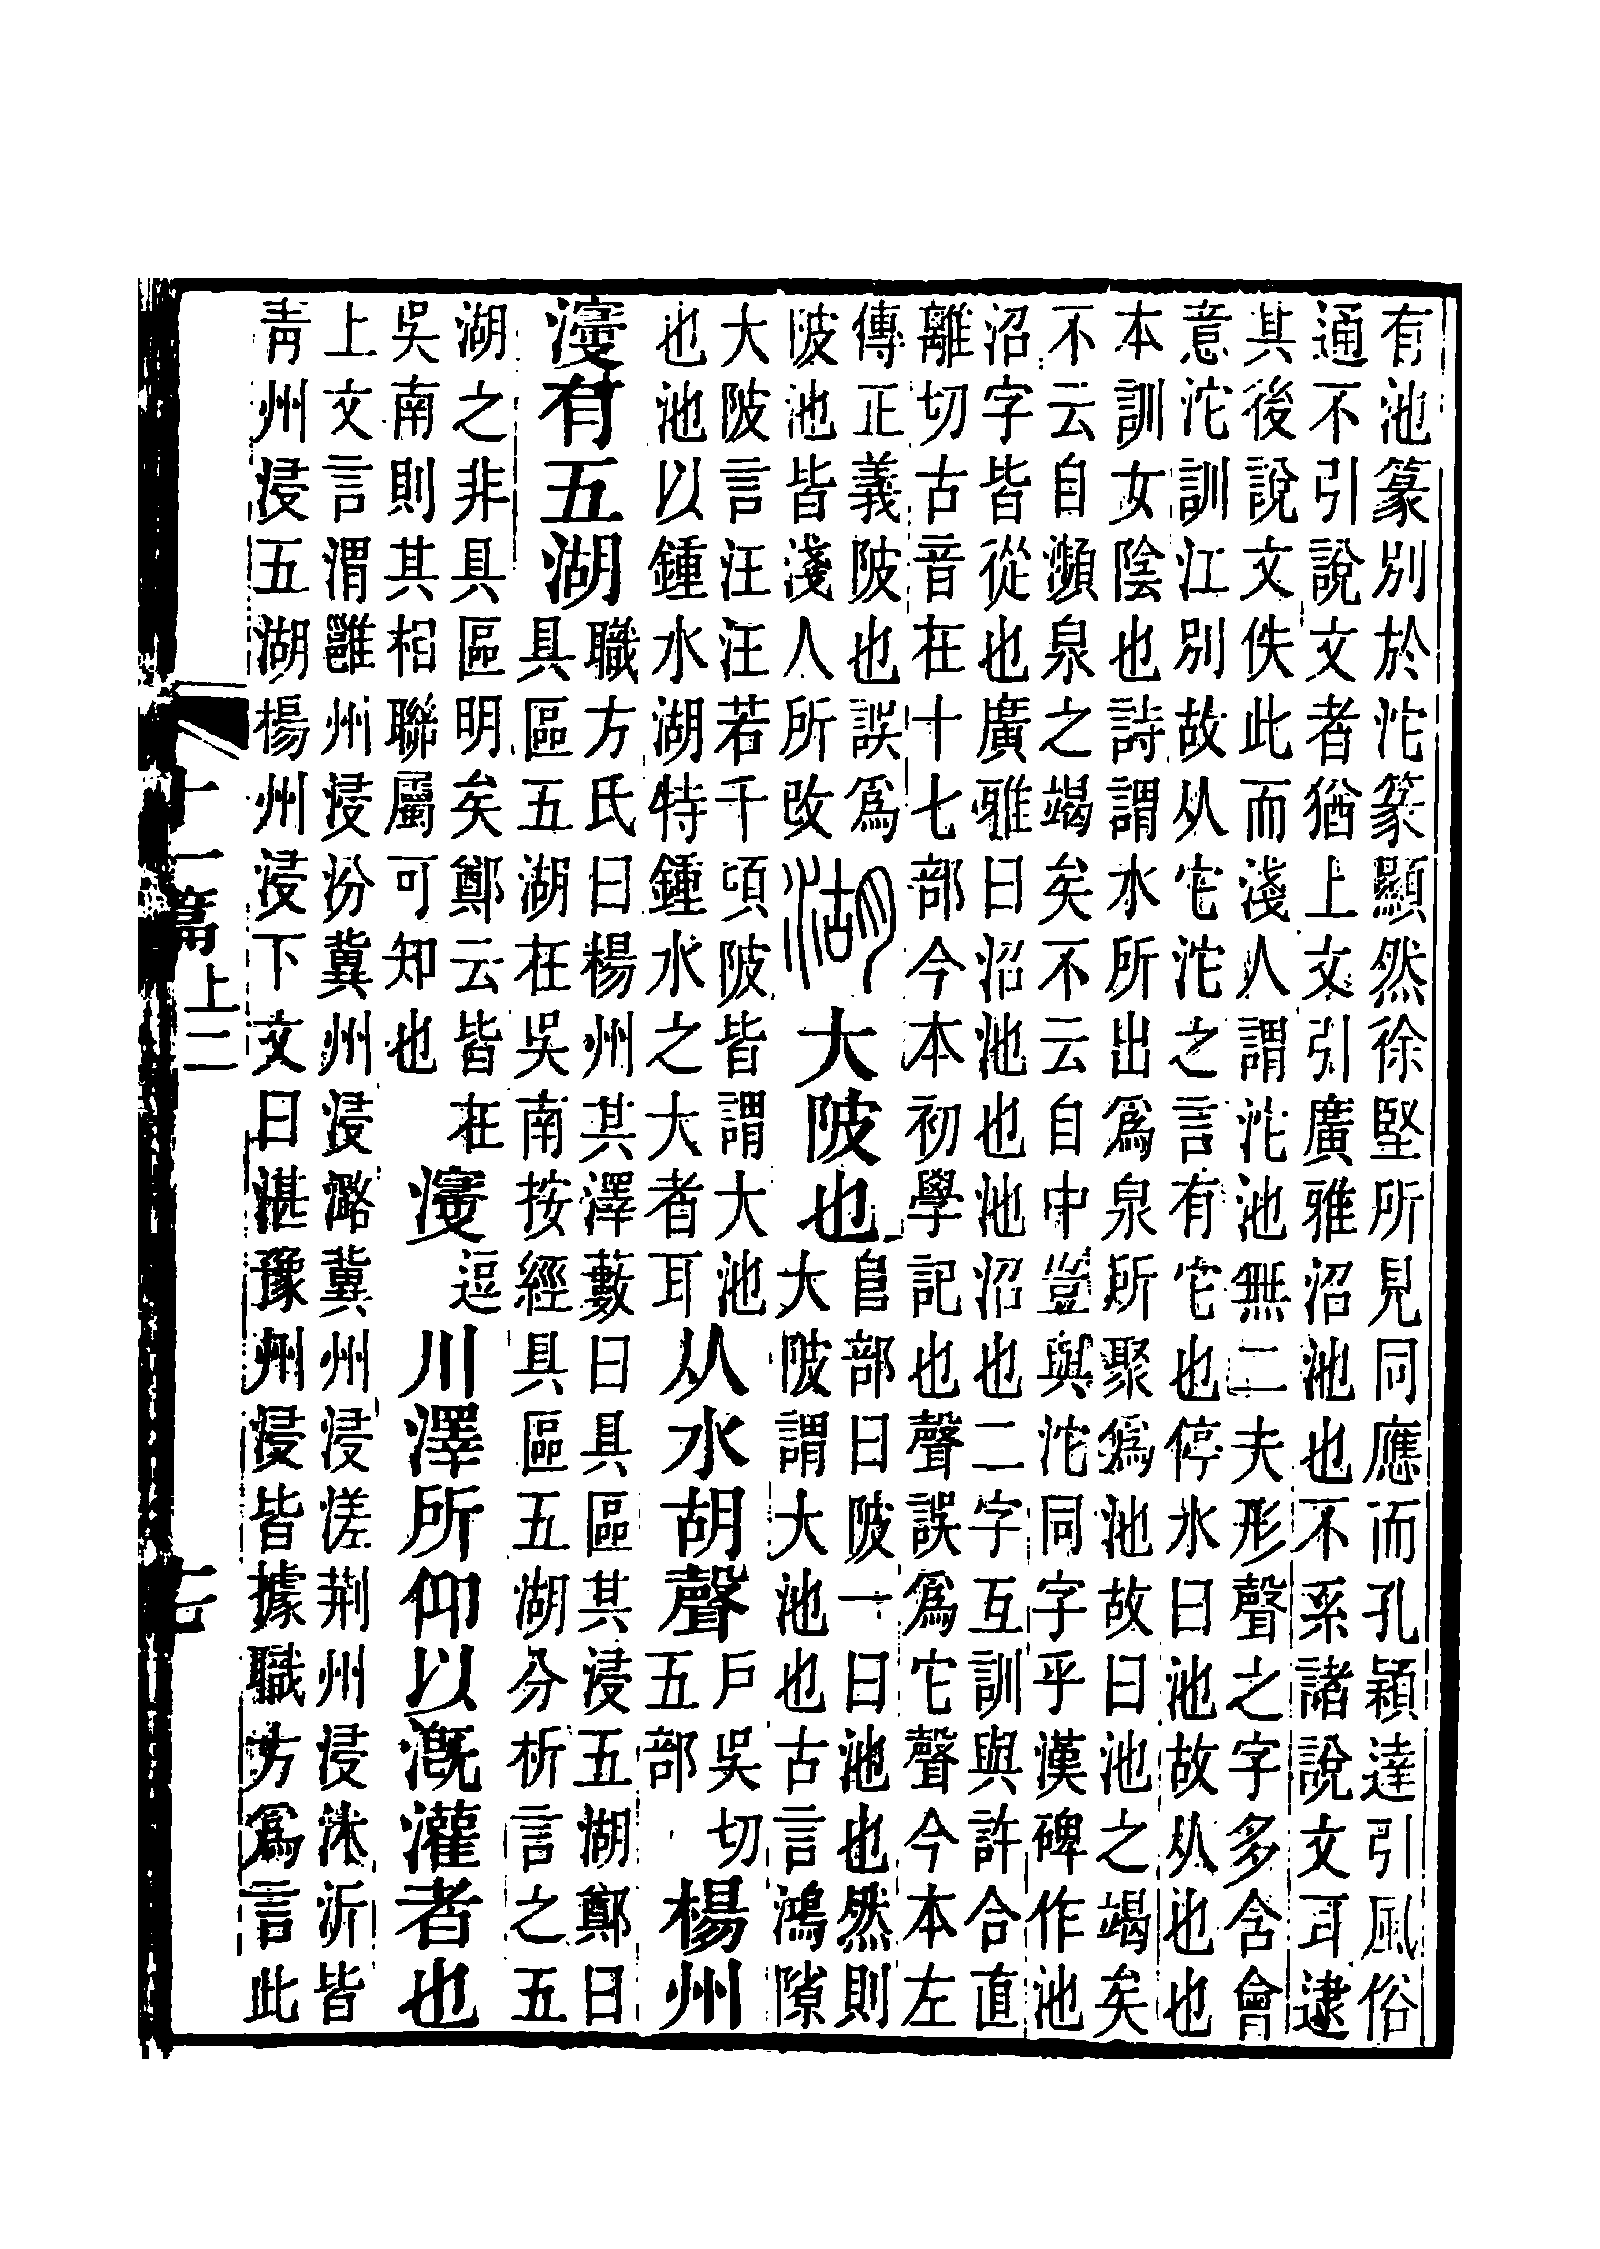 有池篆別於沱篆顯然徐堅所見同應而孔穎達引風俗
通不引說文者猶上文引廣雅沼池也不系諸說文耳逮
其後說文佚此而淺人謂沱池無二夫形聲之字多含會
意沱訓江別故从它沱之言有它也停水曰池故从也也
本訓女陰也詩謂水所出爲泉所聚爲池故曰池之竭矣
不云自瀕泉之竭矣不云自中豈與沱同字乎漢碑作池
沼字皆從也廣雅曰沼池也池沼也二字互訓與許合直
離切古音在十七部今本初學記也聲誤爲它聲今本左
傳正義陂也誤爲
陂池皆淺人所改
湖大陂也
𨸏部曰陂一曰池也然則
大陂謂大池也古言鴻隙
大陂言汪汪若千頃陂皆謂大池
也池以鍾水湖特鍾水之大者耳
从水胡聲
戶吳切
五部
楊州
濅有五湖
職方氏曰楊州其澤藪曰具區其浸五湖鄭曰
具區五湖在吳南按經具區五湖分析言之五
湖之非具區明矣鄭云皆在
吳南則其相聯屬可知也
濅
逗
川澤所仰以溉灌者也
上文言渭雝州浸汾冀州浸潞冀州浸溠荊州浸沭沂皆
靑州浸五湖楊州浸下文曰湛豫州浸皆據職方爲言此
十一篇上二
七